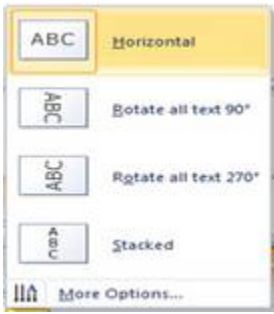 ABC Horizontal
ABC Rotate all text 90°
ABC Rotate all text 270°
A
B
C
Stacked
More Options...